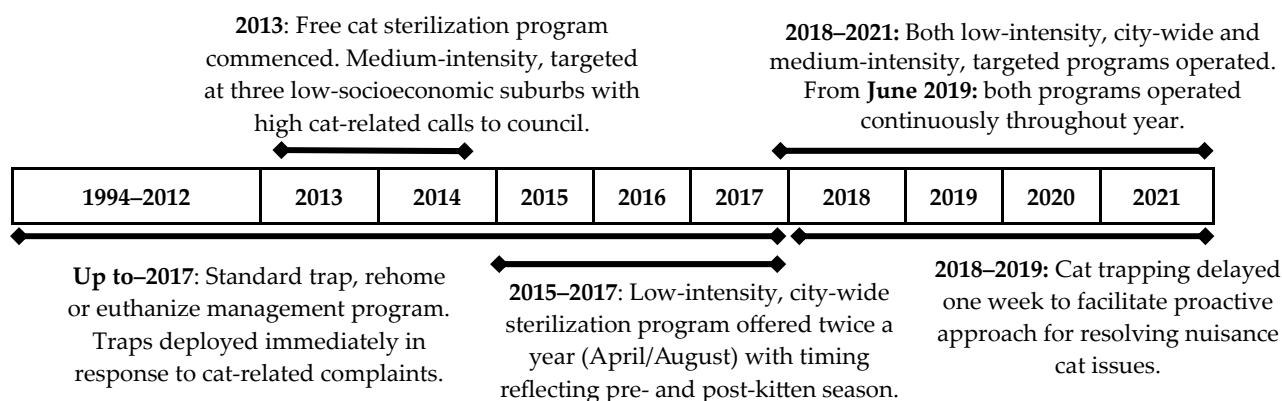 2013: Free cat sterilization program
commenced. Medium-intensity, targeted
at three low-socioeconomic suburbs with
high cat-related calls to council.
2018–2021: Both low-intensity, city-wide and
medium-intensity, targeted programs operated.
From June 2019: both programs operated
continuously throughout year.
1994–2012 2013 2014 2015 2016 2017 2018 2019 2020 2021
Up to–2017: Standard trap, rehome
or euthanize management program.
Traps deployed immediately in
response to cat-related complaints.
2015–2017: Low-intensity, city-wide
sterilization program offered twice a
year (April/August) with timing
reflecting pre- and post-kitten season.
2018–2019: Cat trapping delayed
one week to facilitate proactive
approach for resolving nuisance
cat issues.